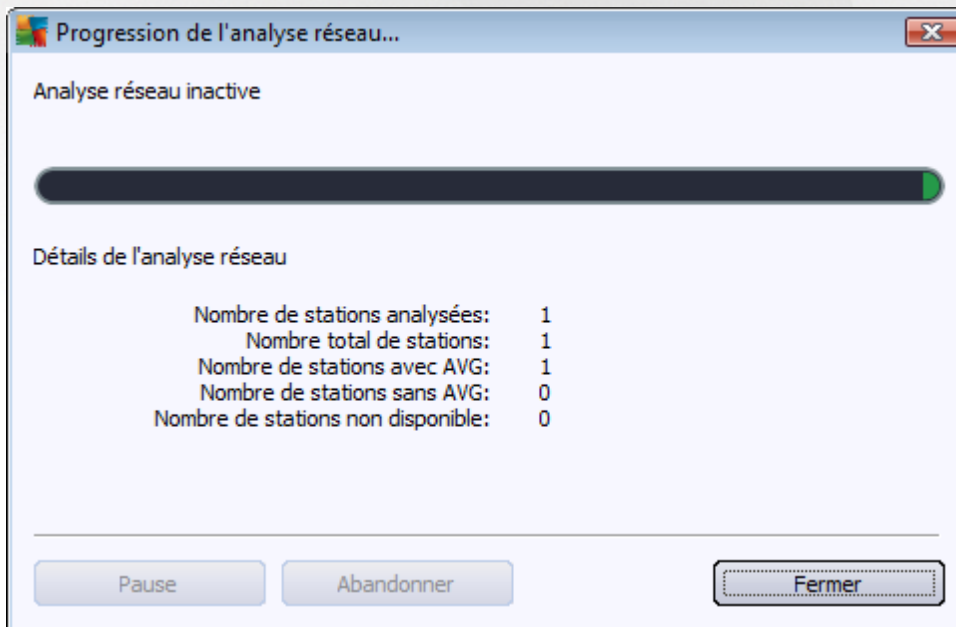 Progression de l'analyse réseau...
Analyse réseau inactive
Détails de l'analyse réseau
Nombre de stations analysées: 1
Nombre total de stations: 1
Nombre de stations avec AVG: 1
Nombre de stations sans AVG: 0
Nombre de stations non disponible: 0
Pause Abandonner Fermer